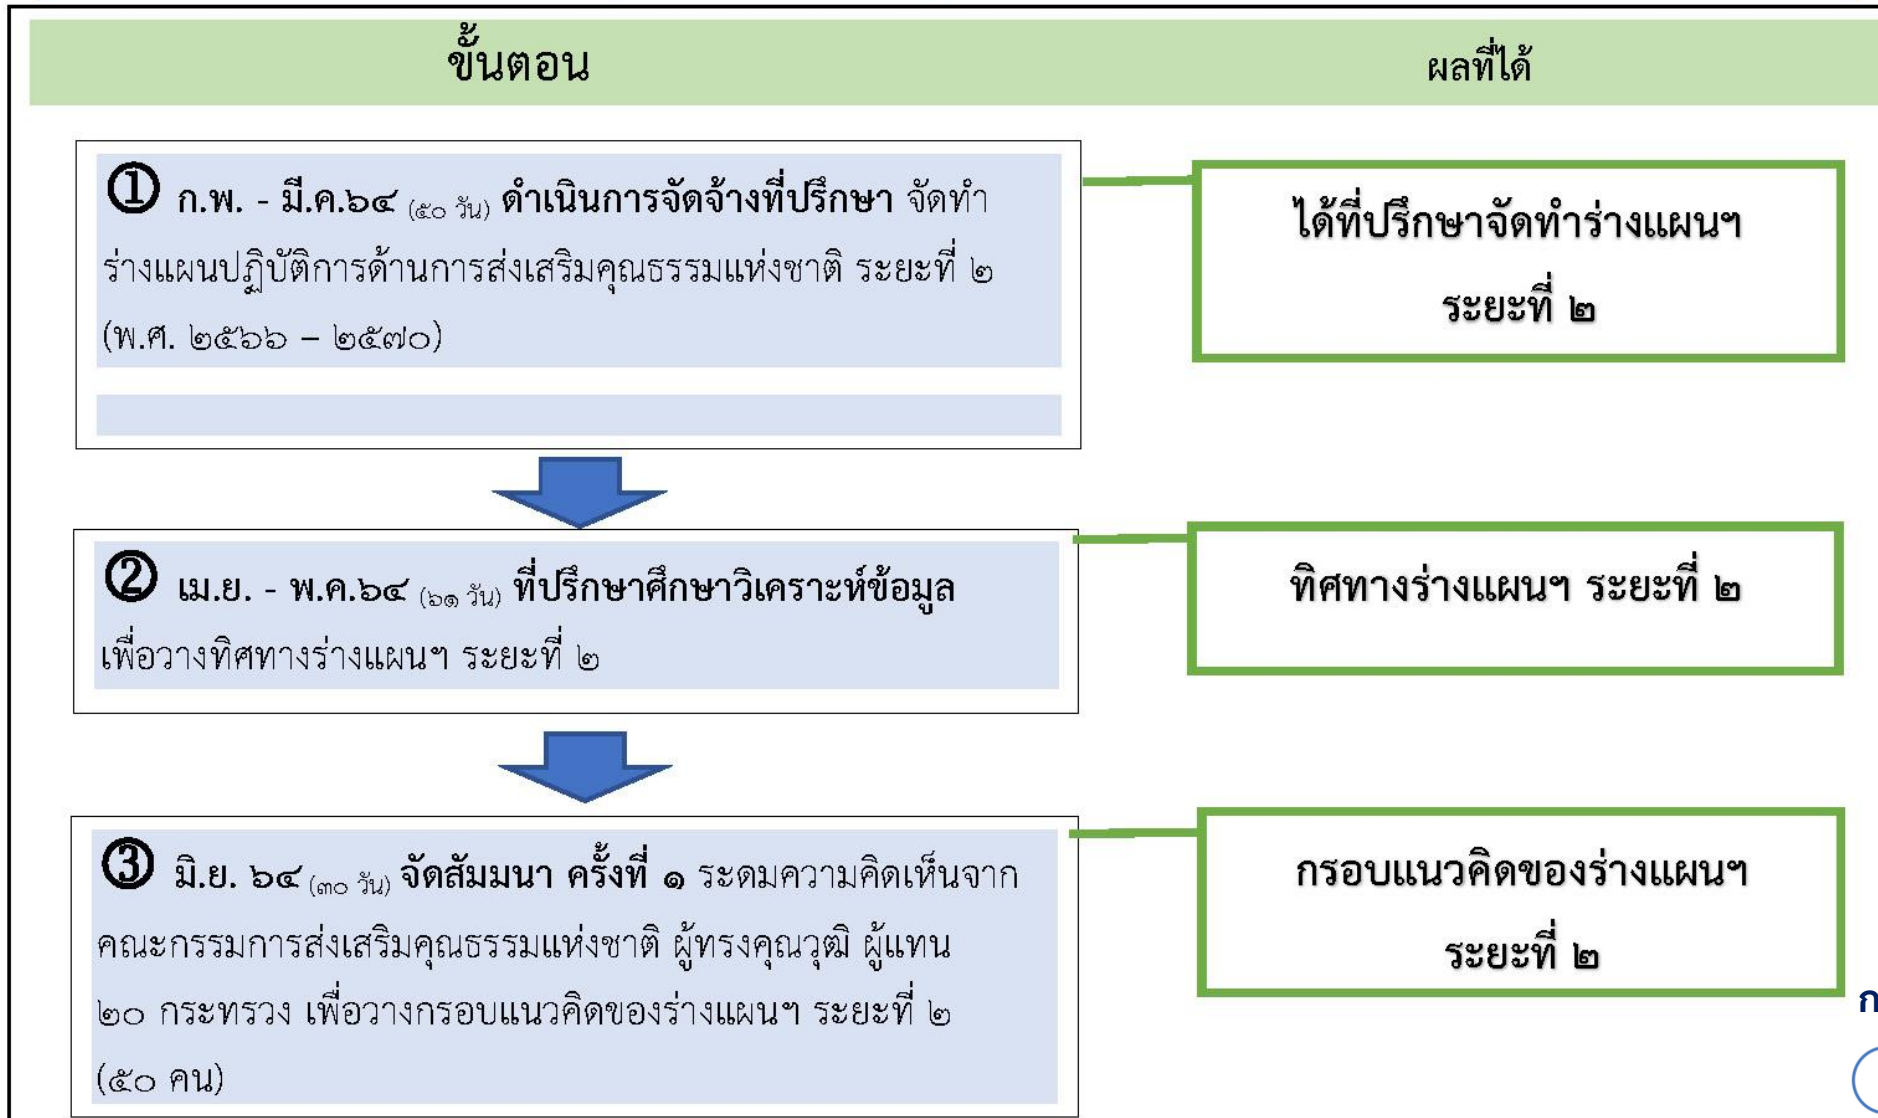 ขั้นตอน
ผลที่ได้
① ก.พ. - มี.ค.๖๔ (๕๐ วัน) ดำเนินการจัดจ้างที่ปรึกษา จัดทำ
ร่างแผนปฏิบัติการด้านการส่งเสริมคุณธรรมแห่งชาติ ระยะที่ ๒
(พ.ศ. ๒๕๖๖ – ๒๕๗๐)
ได้ที่ปรึกษาจัดทำร่างแผนฯ
ระยะที่ ๒
② เม.ย. - พ.ค.๖๔ (๖๑ วัน) ที่ปรึกษาศึกษาวิเคราะห์ข้อมูล
เพื่อวางทิศทางร่างแผนฯ ระยะที่ ๒
ทิศทางร่างแผนฯ ระยะที่ ๒
③ มิ.ย. ๖๔ (๓๐ วัน) จัดสัมมนา ครั้งที่ ๑ ระดมความคิดเห็นจาก
คณะกรรมการส่งเสริมคุณธรรมแห่งชาติ ผู้ทรงคุณวุฒิ ผู้แทน
๒๐ กระทรวง เพื่อวางกรอบแนวคิดของร่างแผนฯ ระยะที่ ๒
(๕๐ คน)
กรอบแนวคิดของร่างแผนฯ
ระยะที่ ๒